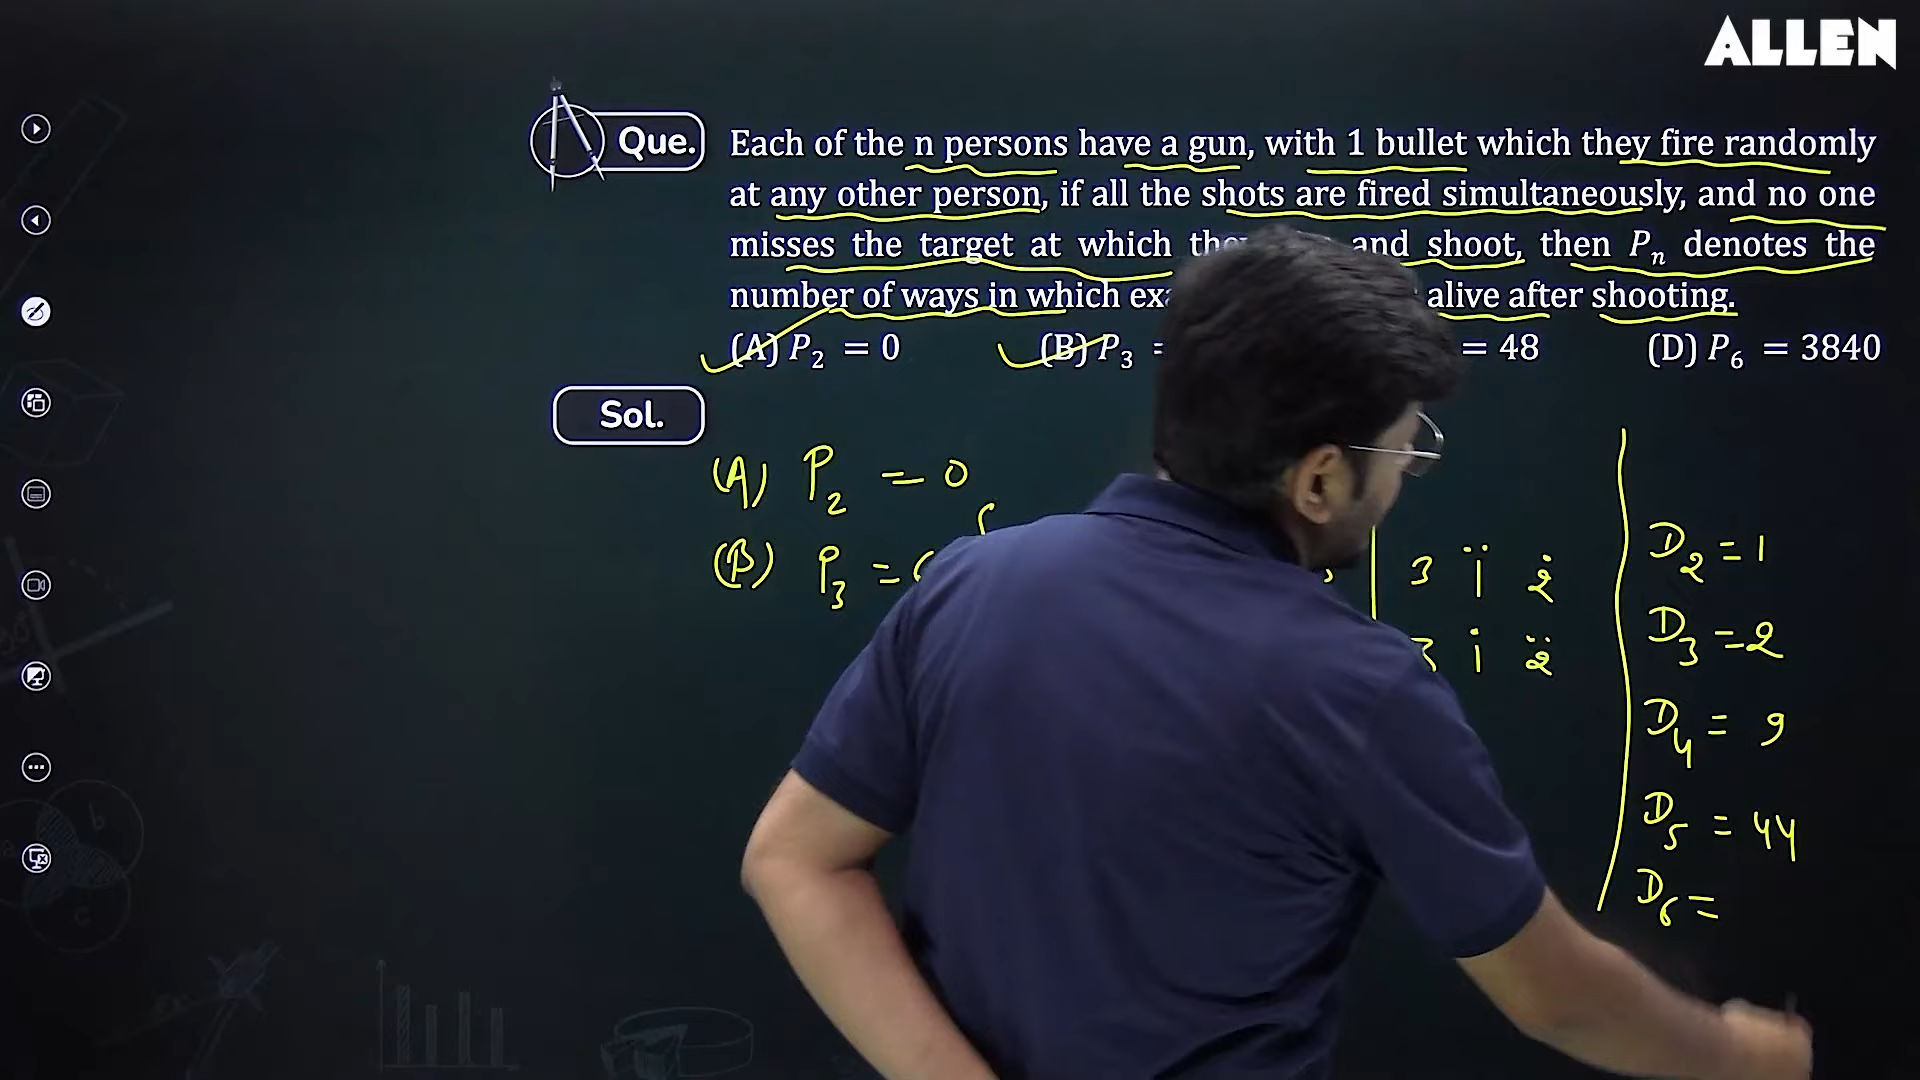 ALLEN
Que.
Each of the n persons have a gun, with 1 bullet which they fire randomly
at any other person, if all the shots are fired simultaneously, and no one
misses the target at which and shoot, then Pₙ denotes the
number of ways in which alive after shooting.
(A) P₂ = 0 (B) P₃ = = 48 (D) P₆ = 3840
Sol.
(A) P₂ = 0
(B) P₃ =
3 1 2
3 1 2
D₂ = 1
D₃ = 2
D₄ = 9
D₅ = 44
D₆ =
b
c